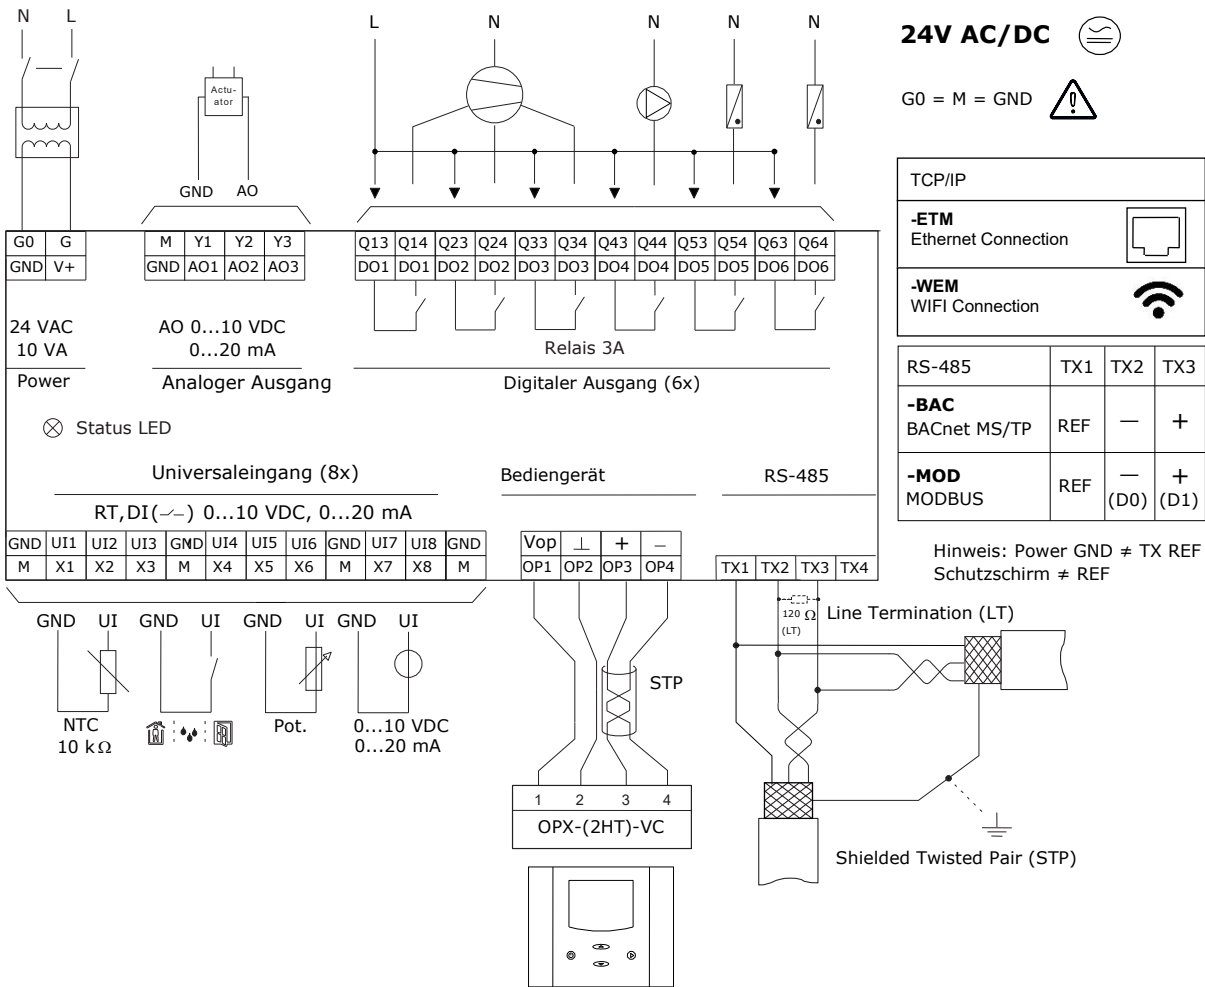 N L
L N N N N
24V AC/DC
G0 = M = GND
Actu-
ator
GND AO
TCP/IP
-ETM
Ethernet Connection
-WEM
WIFI Connection
G0 G
GND V+
M Y1 Y2 Y3
GND AO1 AO2 AO3
Q13 Q14 Q23 Q24 Q33 Q34 Q43 Q44 Q53 Q54 Q63 Q64
DO1 DO1 DO2 DO2 DO3 DO3 DO4 DO4 DO5 DO5 DO6 DO6
24 VAC
10 VA
Power
AO 0...10 VDC
0...20 mA
Analoger Ausgang
Relais 3A
Digitaler Ausgang (6x)
RS-485 TX1 TX2 TX3
-BAC
BACnet MS/TP REF — +
-MOD
MODBUS REF — (D0) + (D1)
Status LED
Universaleingang (8x)
RT,DI( ) 0...10 VDC, 0...20 mA
Bediengerät
RS-485
GND UI1 UI2 UI3 GND UI4 UI5 UI6 GND UI7 UI8 GND
M X1 X2 X3 M X4 X5 X6 M X7 X8 M
Vop ⊥ + —
OP1 OP2 OP3 OP4
TX1 TX2 TX3 TX4
Hinweis: Power GND ≠ TX REF
Schutzschirm ≠ REF
GND UI GND UI GND UI GND UI
120 Ω
(LT)
Line Termination (LT)
STP
NTC
10 kΩ
Pot.
0...10 VDC
0...20 mA
1 2 3 4
OPX-(2HT)-VC
Shielded Twisted Pair (STP)